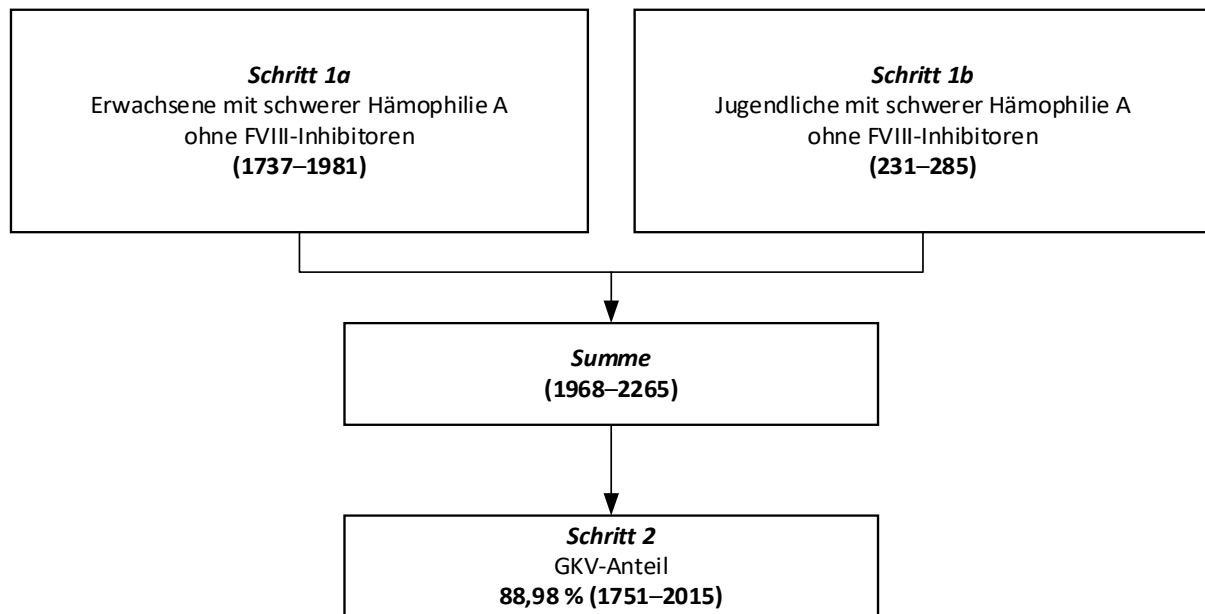 Schritt 1a
Erwachsene mit schwerer Hämophilie A
ohne FVIII-Inhibitoren
(1737–1981)
Schritt 1b
Jugendliche mit schwerer Hämophilie A
ohne FVIII-Inhibitoren
(231–285)
Summe
(1968–2265)
Schritt 2
GKV-Anteil
88,98 % (1751–2015)